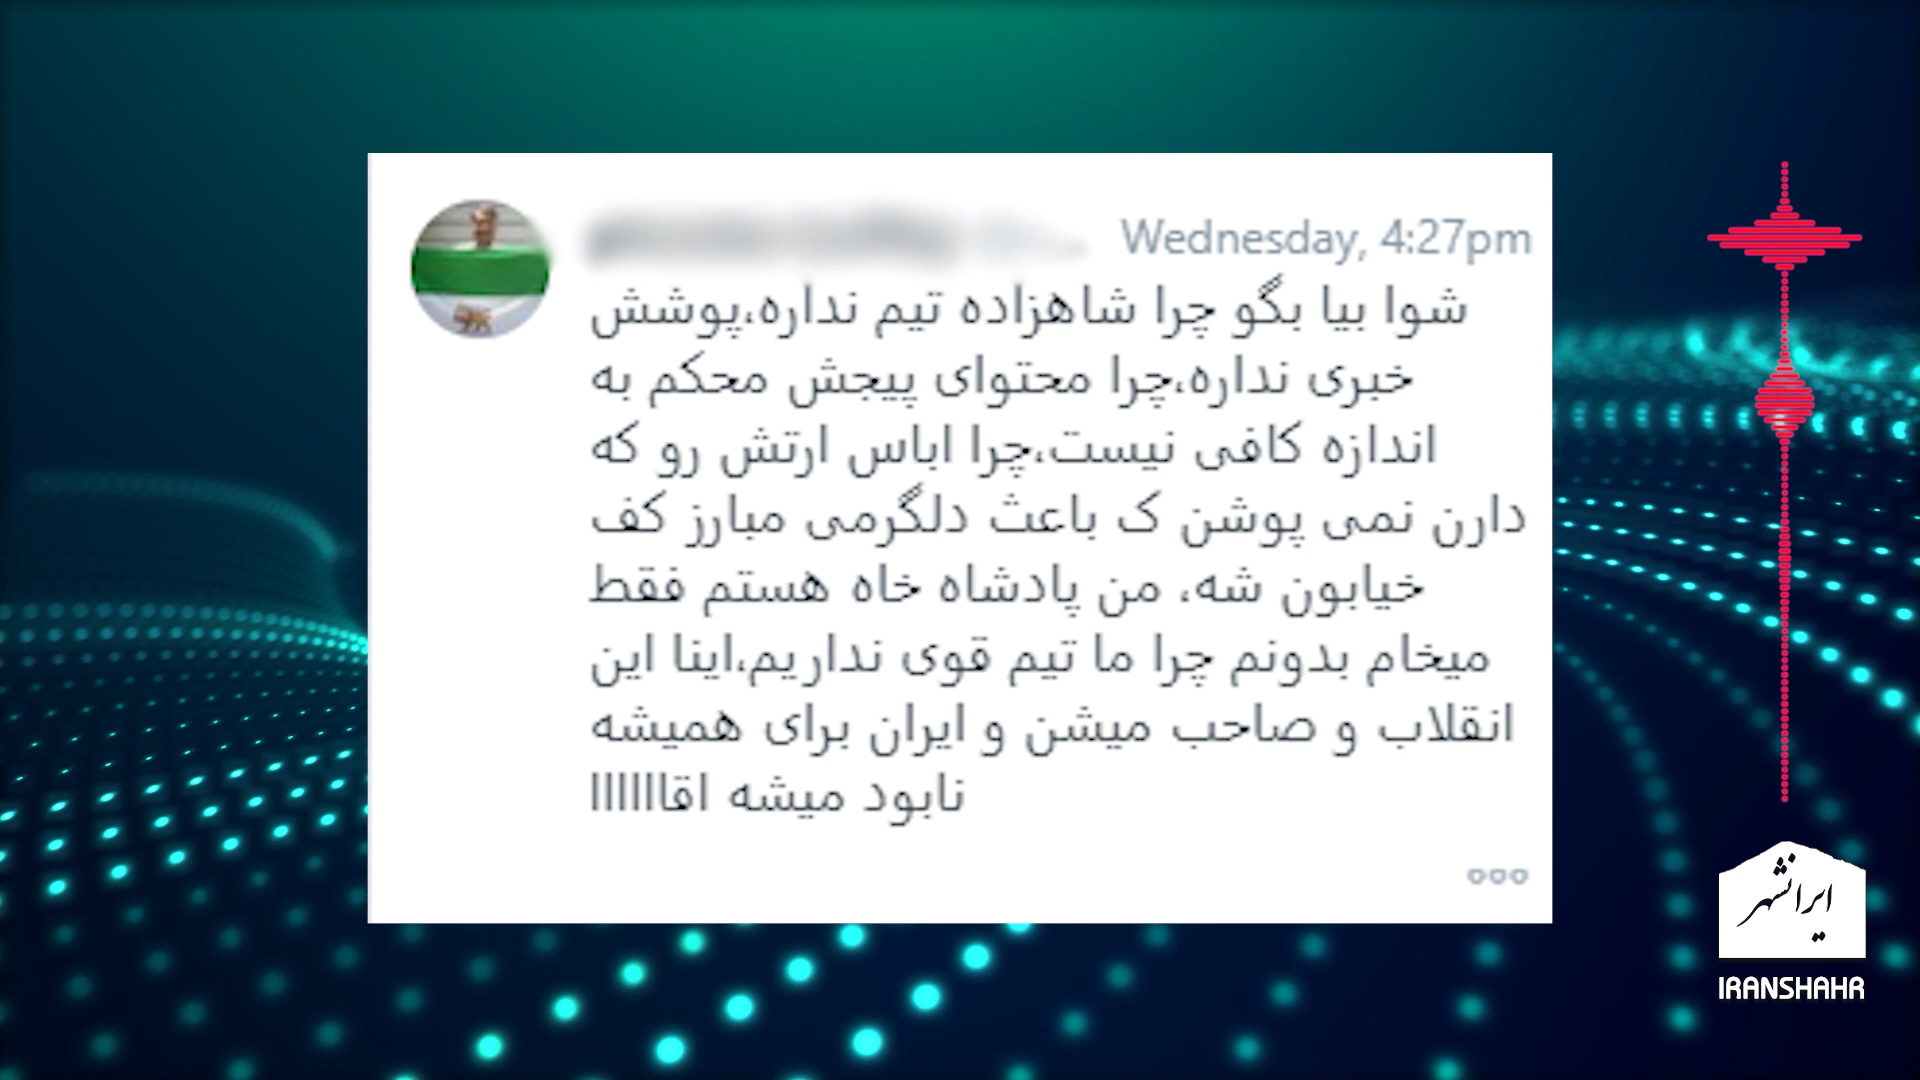 Wednesday, 4:27pm
شوا بیا بگو چرا شاهزاده تیم نداره،پوشش
خبری نداره،چرا محتوای پیجش محکم به
اندازه کافی نیست،چرا اباس ارتش رو که
دارن نمی پوشن ک باعث دلگرمی مبارز کف
خیابون شه، من پادشاه خاه هستم فقط
میخام بدونم چرا ما تیم قوی نداریم،اینا این
انقلاب و صاحب میشن و ایران برای همیشه
نابود میشه اقاااااا
ایرانشهر
IRANSHAHR